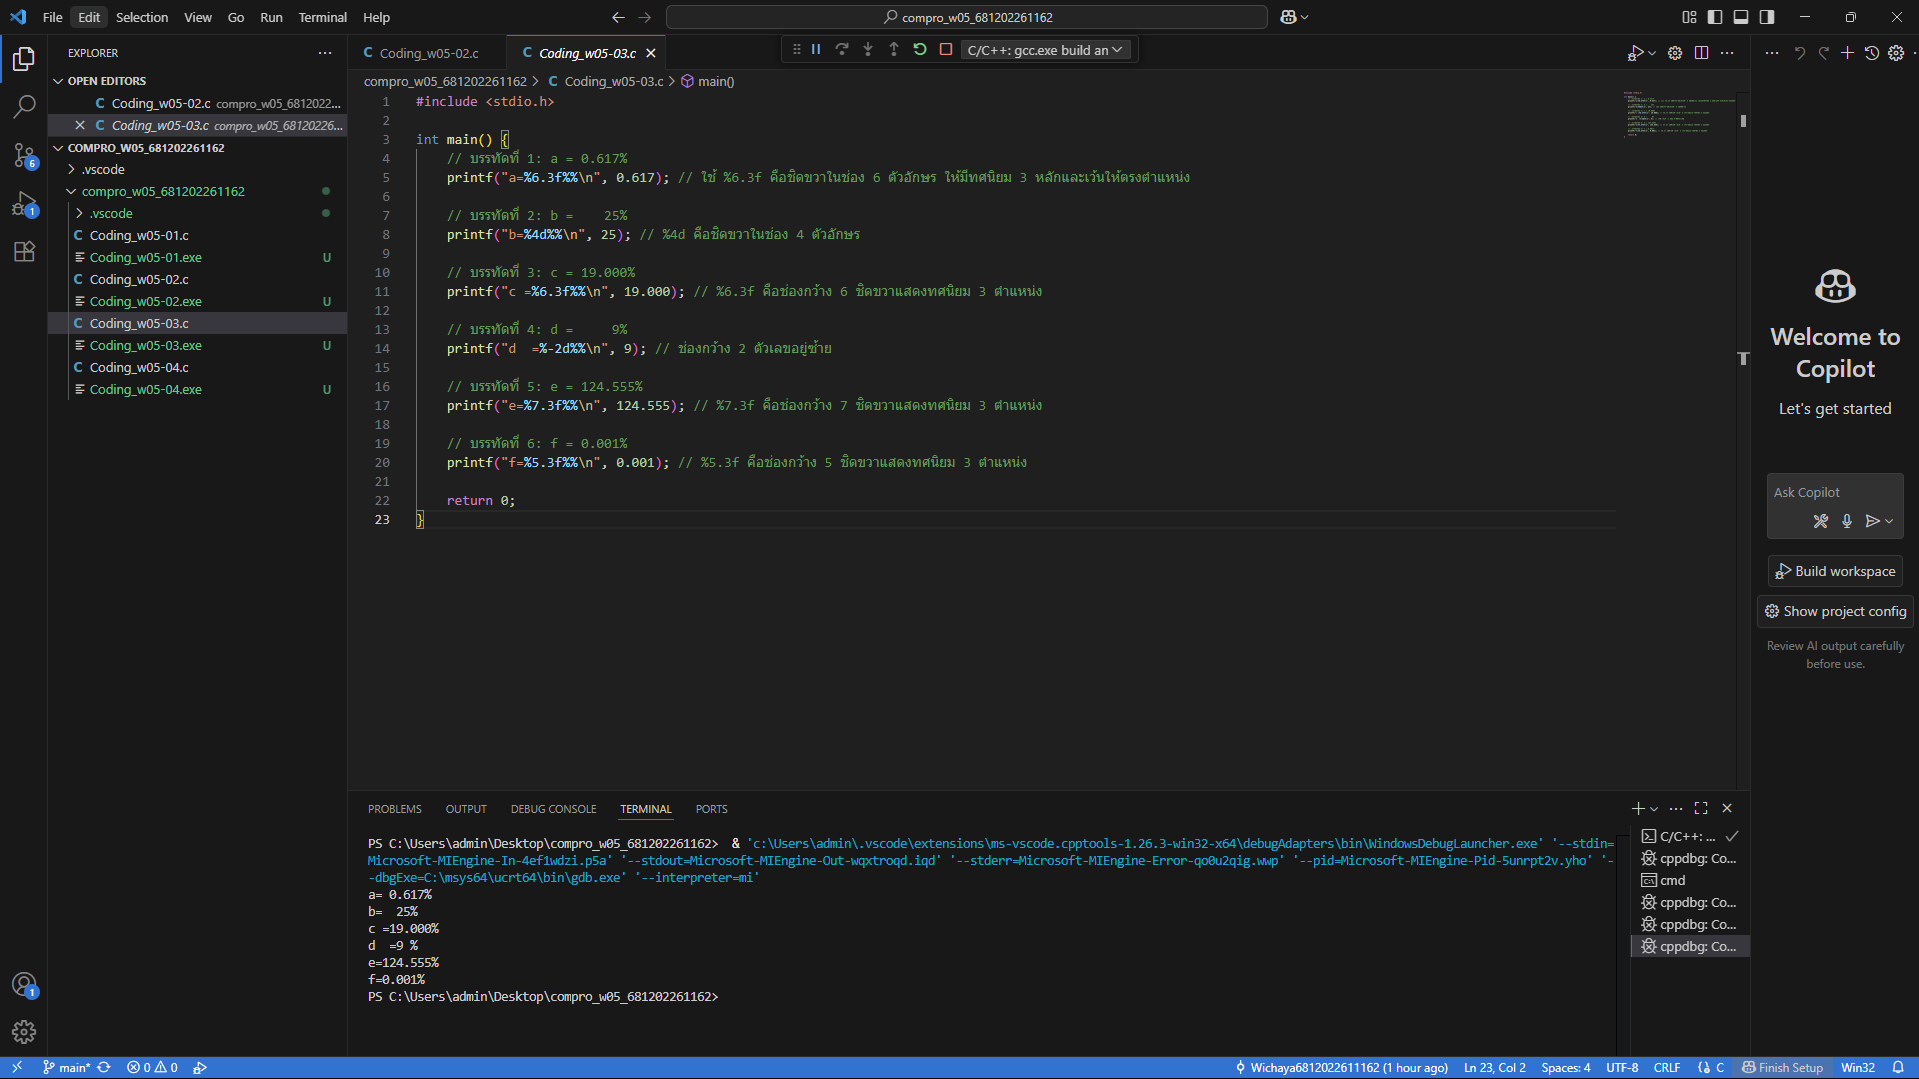 File Edit Selection View Go Run Terminal Help
compro_w05_681202261162
EXPLORER
OPEN EDITORS
Coding_w05-02.c compro_w05_6812022...
Coding_w05-03.c compro_w05_68120226...
COMPRO_W05_681202261162
.vscode
compro_w05_681202261162
.vscode
Coding_w05-01.c
Coding_w05-01.exe U
Coding_w05-02.c
Coding_w05-02.exe U
Coding_w05-03.c
Coding_w05-03.exe U
Coding_w05-04.c
Coding_w05-04.exe U
6
1
1
Coding_w05-02.c
Coding_w05-03.c
C/C++: gcc.exe build an
compro_w05_681202261162 > C Coding_w05-03.c > main()
1 #include <stdio.h>
2
3 int main() {
4 // บรรทัดที่ 1: a = 0.617%
5 printf("a=%6.3f%%\n", 0.617); // ใช้ %6.3f คือชิดขวาในช่อง 6 ตัวอักษร ให้มีทศนิยม 3 หลักและเว้นให้ตรงตำแหน่ง
6
7 // บรรทัดที่ 2: b =    25%
8 printf("b=%4d%%\n", 25); // %4d คือชิดขวาในช่อง 4 ตัวอักษร
9
10 // บรรทัดที่ 3: c = 19.000%
11 printf("c =%6.3f%%\n", 19.000); // %6.3f คือช่องกว้าง 6 ชิดขวาแสดงทศนิยม 3 ตำแหน่ง
12
13 // บรรทัดที่ 4: d =     9%
14 printf("d  =%-2d%%\n", 9); // ช่องกว้าง 2 ตัวเลขอยู่ซ้าย
15
16 // บรรทัดที่ 5: e = 124.555%
17 printf("e=%7.3f%%\n", 124.555); // %7.3f คือช่องกว้าง 7 ชิดขวาแสดงทศนิยม 3 ตำแหน่ง
18
19 // บรรทัดที่ 6: f = 0.001%
20 printf("f=%5.3f%%\n", 0.001); // %5.3f คือช่องกว้าง 5 ชิดขวาแสดงทศนิยม 3 ตำแหน่ง
21
22 return 0;
23 }
PROBLEMS OUTPUT DEBUG CONSOLE TERMINAL PORTS
PS C:\Users\admin\Desktop\compro_w05_681202261162>  & 'c:\Users\admin\.vscode\extensions\ms-vscode.cpptools-1.26.3-win32-x64\debugAdapters\bin\WindowsDebugLauncher.exe' '--stdin=
Microsoft-MIEngine-In-4ef1wdzi.p5a' '--stdout=Microsoft-MIEngine-Out-wqxtroqd.iqd' '--stderr=Microsoft-MIEngine-Error-qo0u2qig.wwp' '--pid=Microsoft-MIEngine-Pid-5unrpt2v.yho' '-
-dbgExe=C:\msys64\ucrt64\bin\gdb.exe' '--interpreter=mi'
a= 0.617%
b=  25%
c =19.000%
d  =9 %
e=124.555%
f=0.001%
PS C:\Users\admin\Desktop\compro_w05_681202261162>
C/C++: ...
cppdbg: Co...
cmd
cppdbg: Co...
cppdbg: Co...
cppdbg: Co...
Welcome to
Copilot
Let's get started
Ask Copilot
Build workspace
Show project config
Review AI output carefully
before use.
main* 0 0 Wichaya6812022611162 (1 hour ago) Ln 23, Col 2 Spaces: 4 UTF-8 CRLF {} C Finish Setup Win32